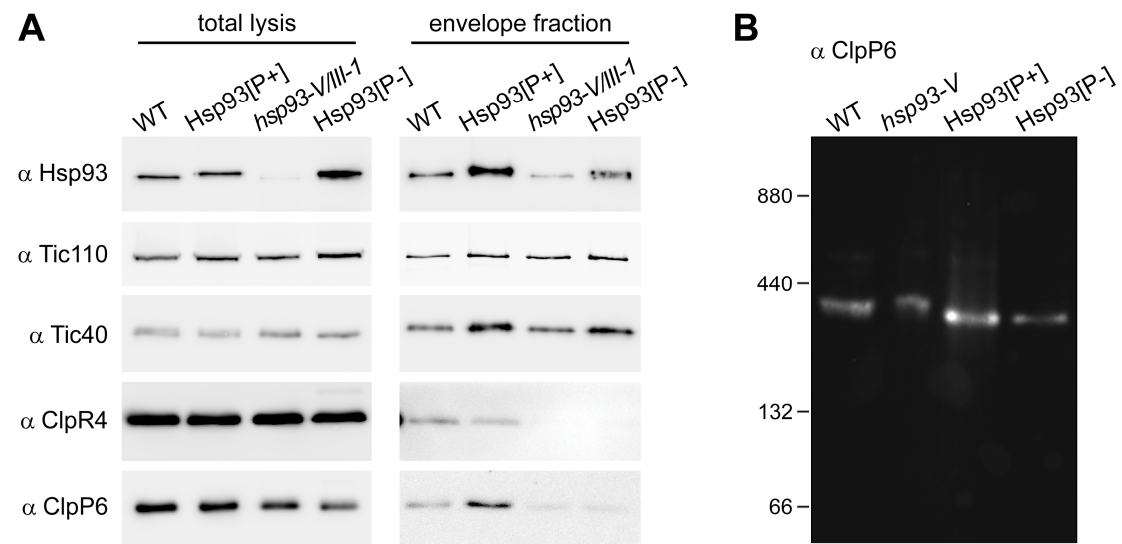 A
total lysis
envelope fraction
WT
Hsp93[P+]
hsp93-V/III-1
Hsp93[P-]
WT
Hsp93[P+]
hsp93-V/III-1
Hsp93[P-]
α Hsp93
α Tic110
α Tic40
α ClpR4
α ClpP6
B
α ClpP6
WT
hsp93-V
Hsp93[P+]
Hsp93[P-]
880
440
132
66